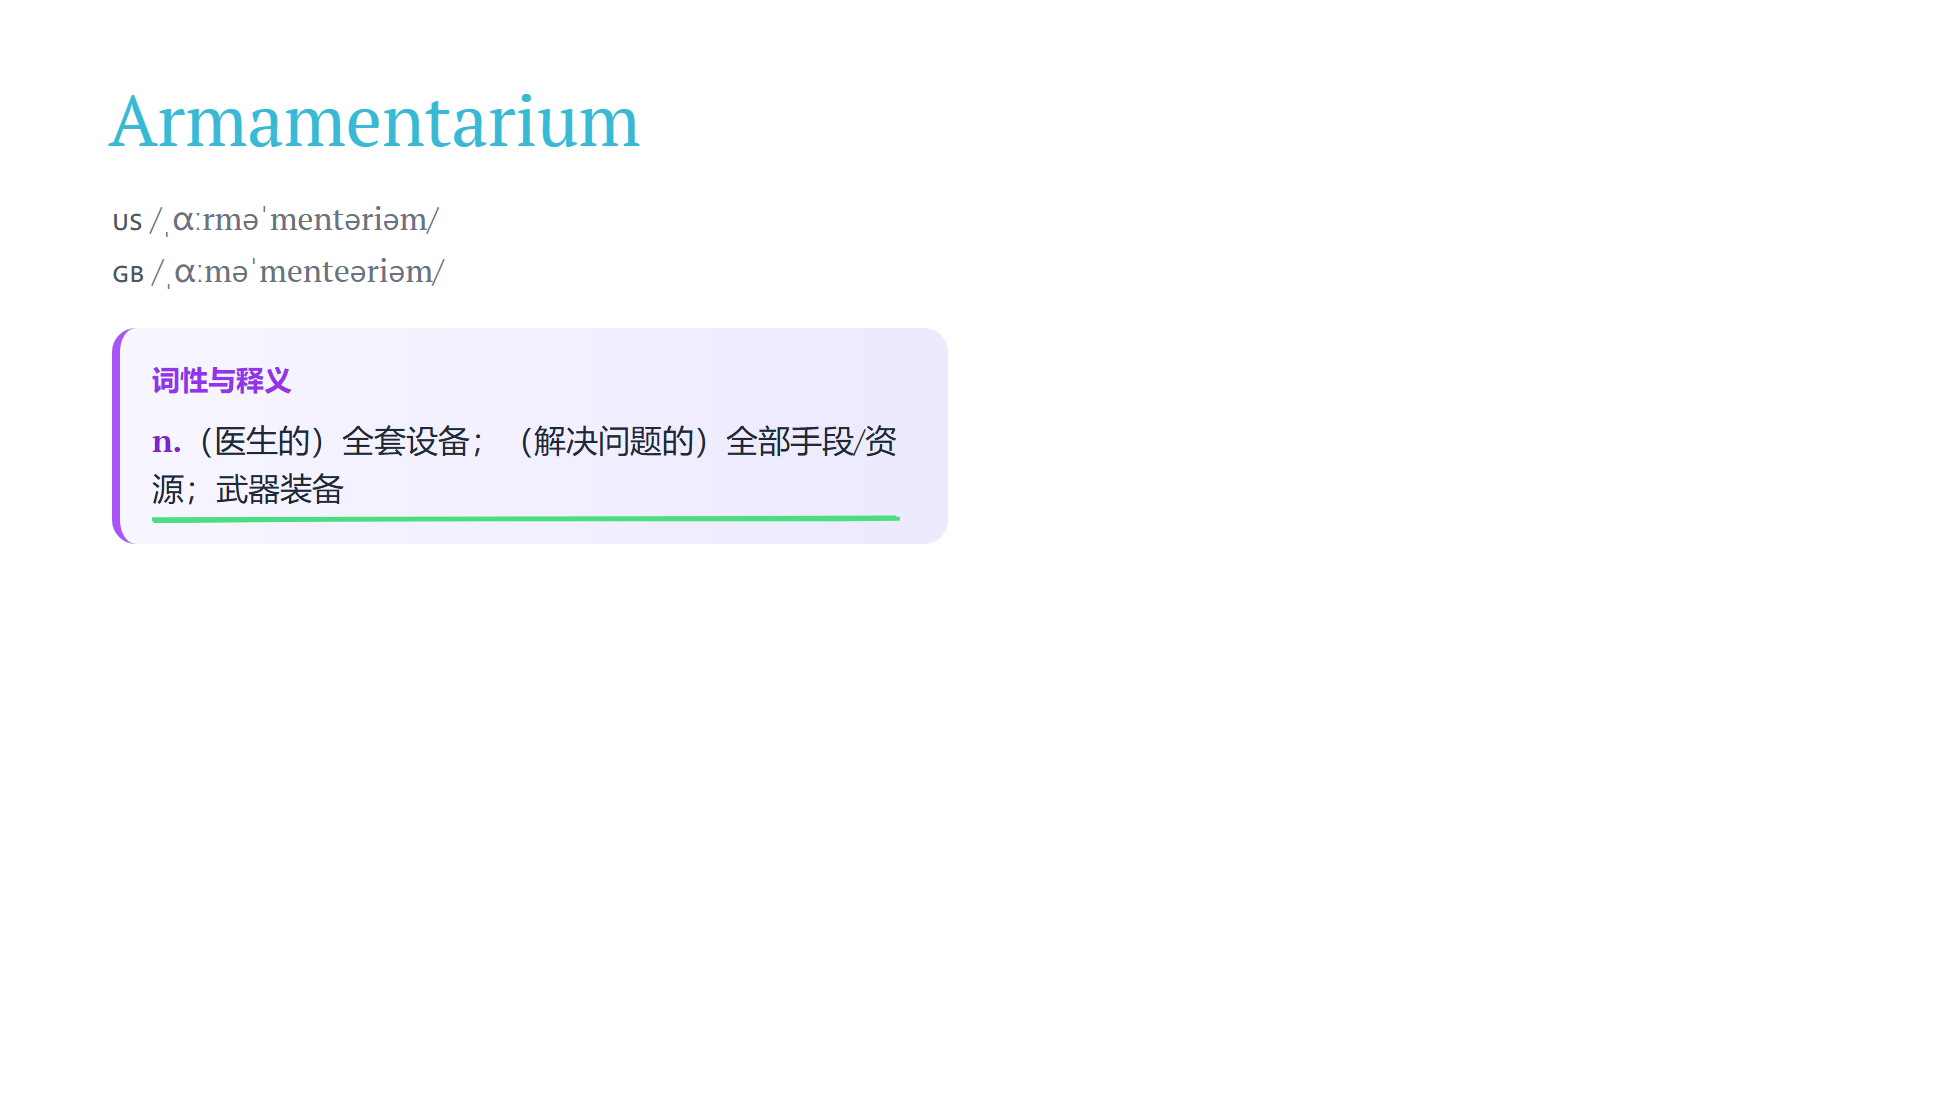 Armamentarium
US /ˌɑːrməˈmentəriəm/
GB /ˌɑːməˈmenteəriəm/
词性与释义
n.（医生的）全套设备；（解决问题的）全部手段/资
源；武器装备